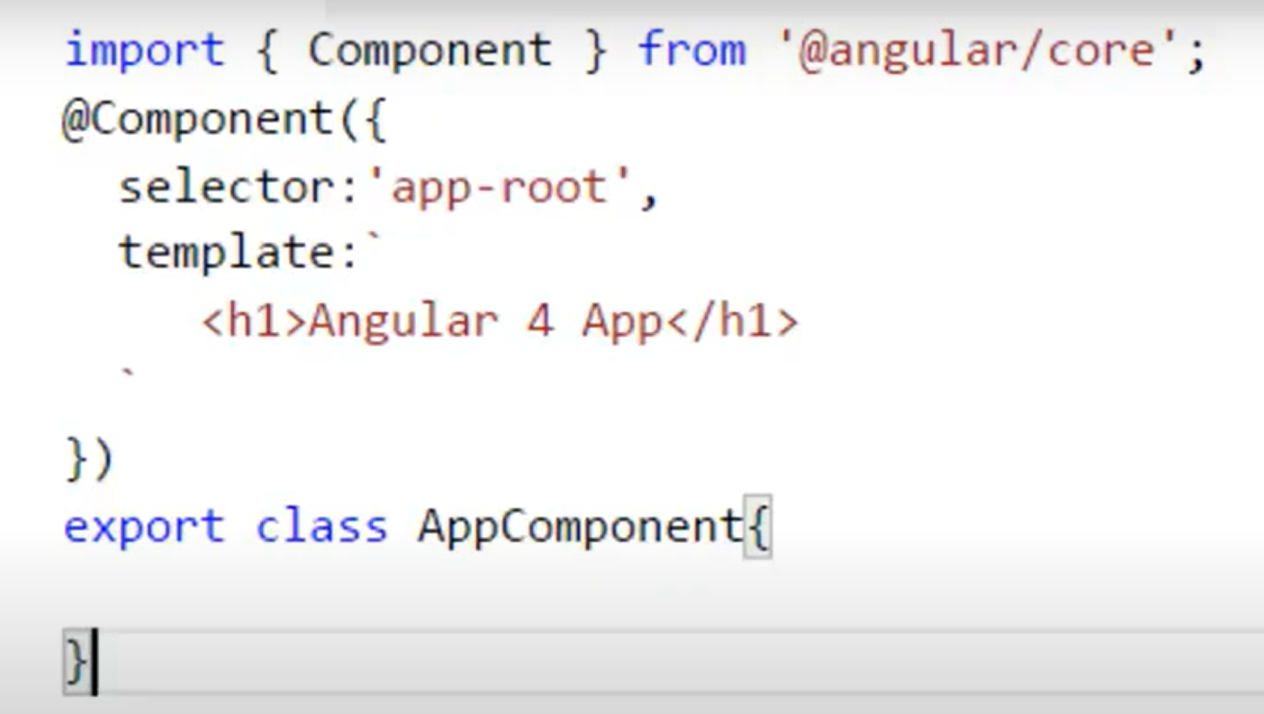 import { Component } from '@angular/core';
@Component({
selector:'app-root',
template:`
<h1>Angular 4 App</h1>
`
})
export class AppComponent{
}